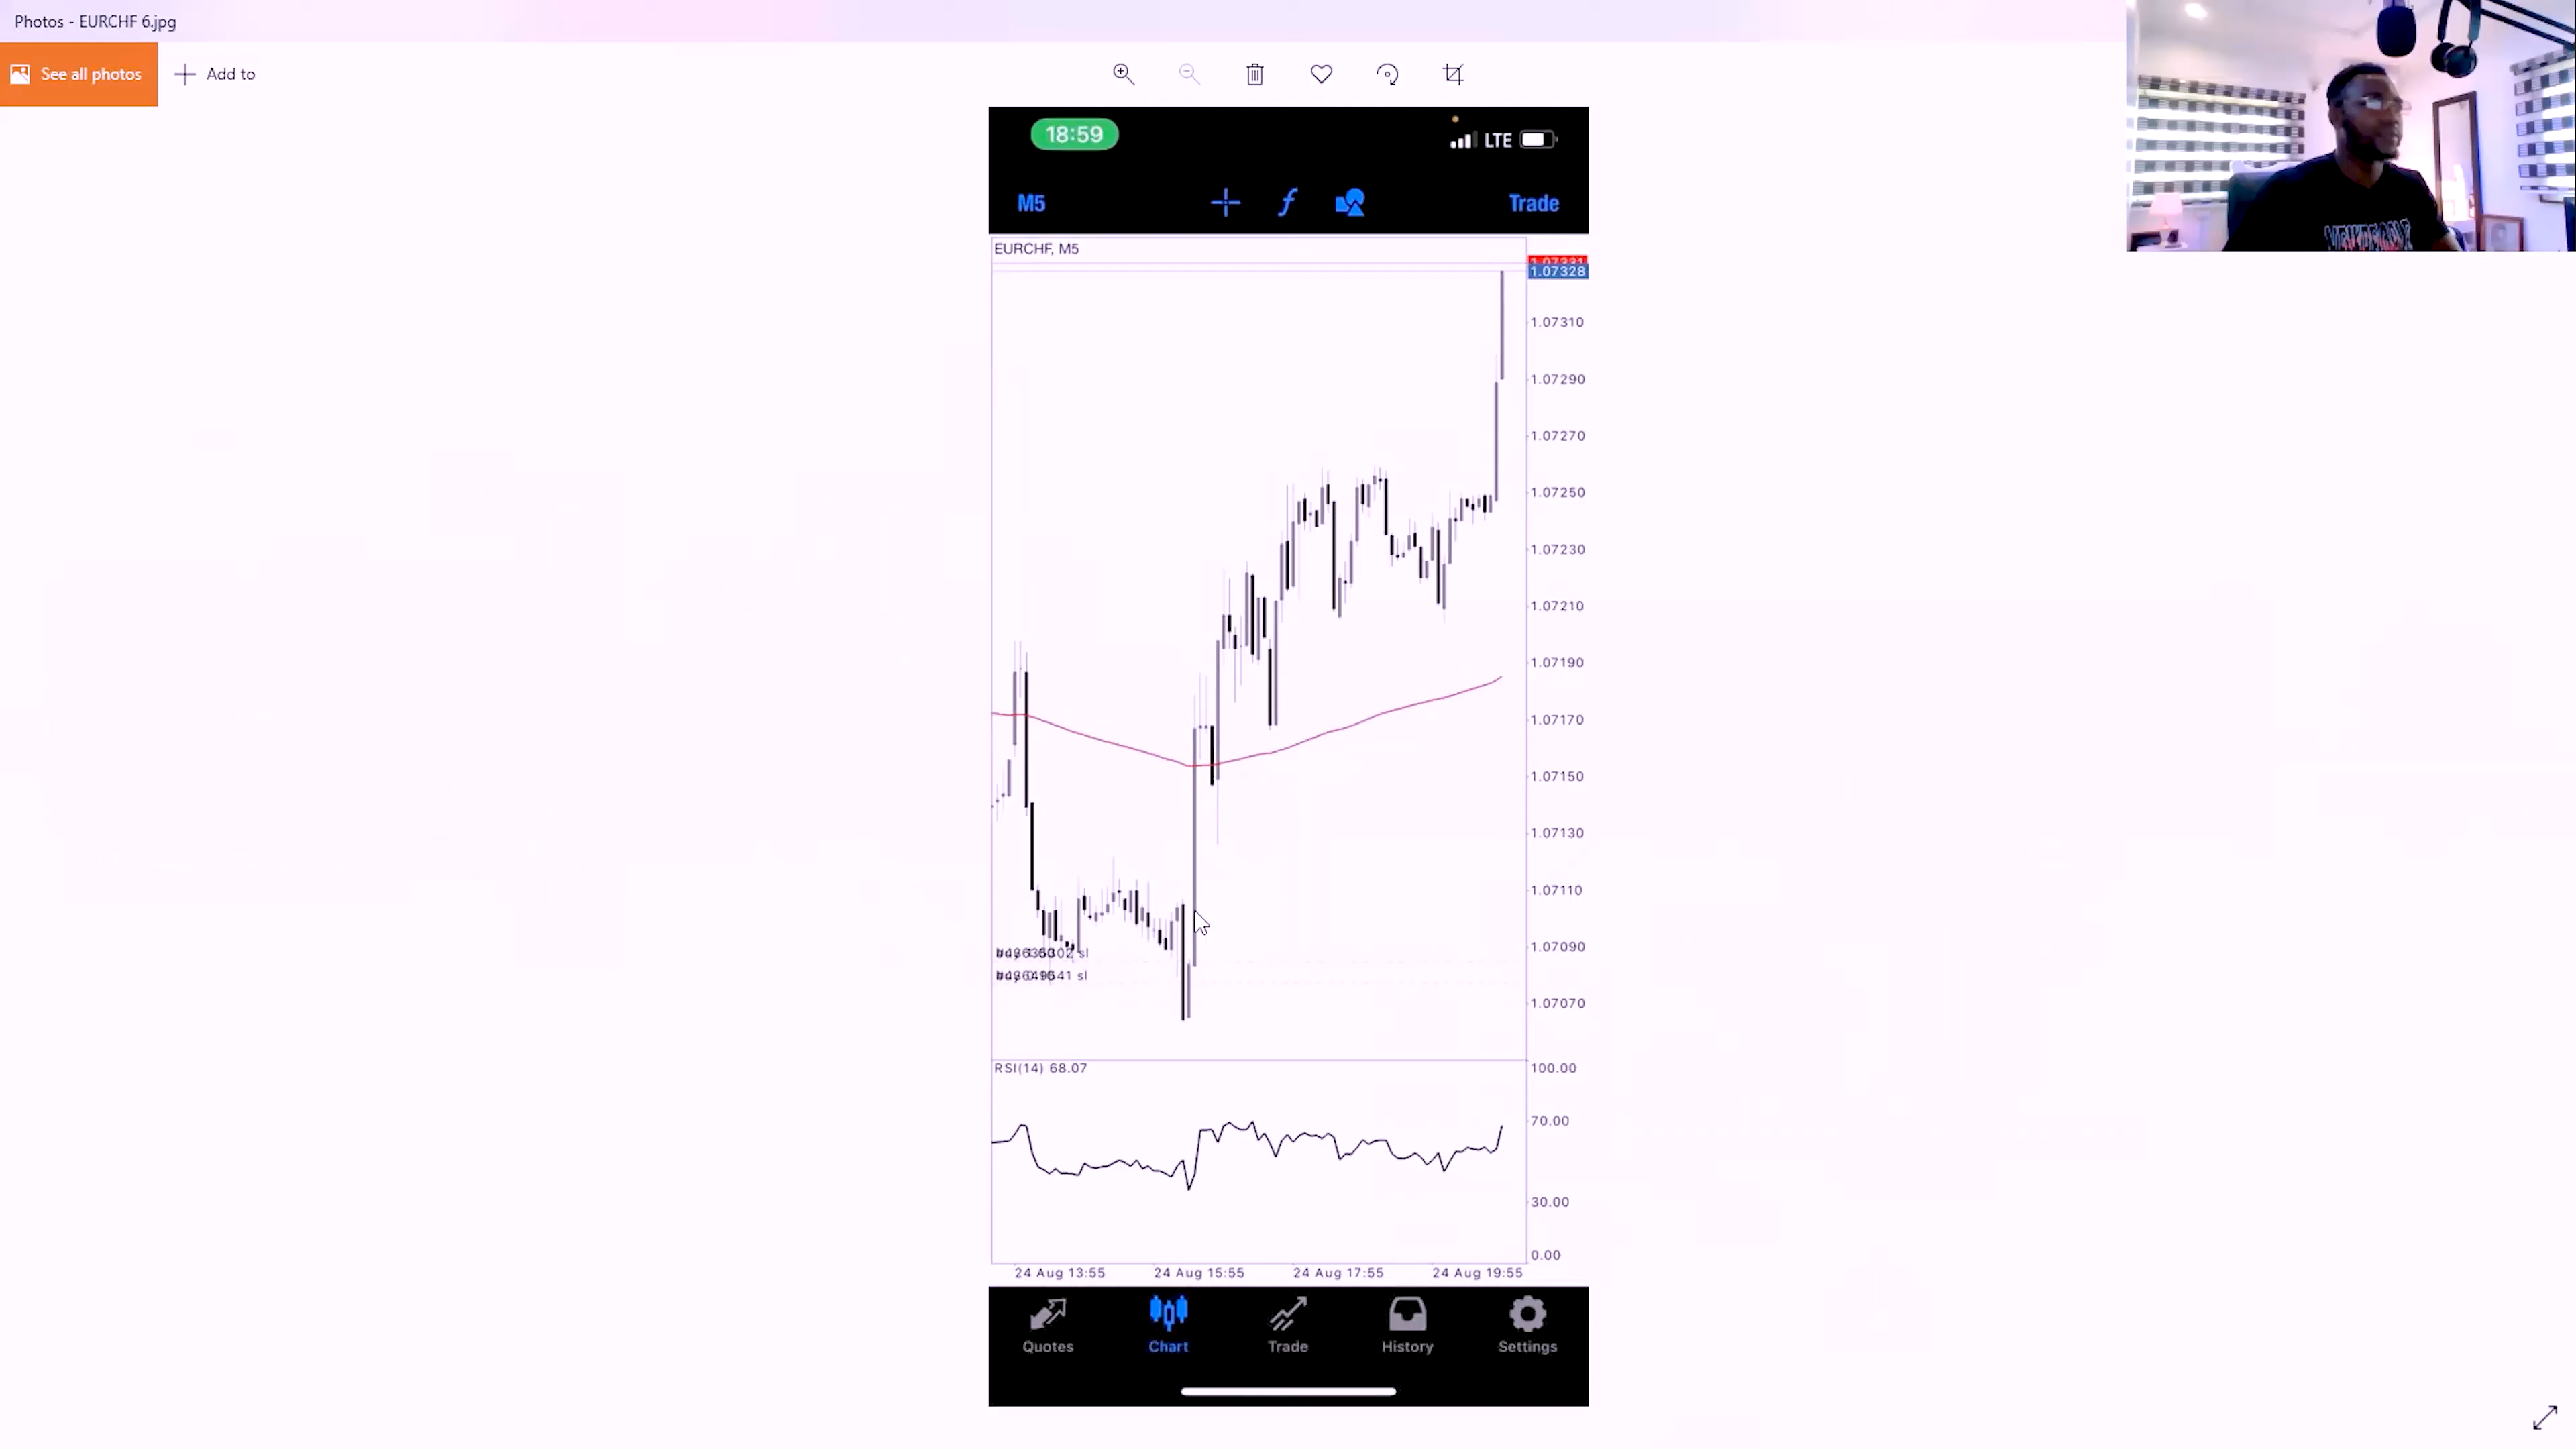 Photos - EURCHF 6.jpg
See all photos
Add to
18:59
LTE
M5
Trade
EURCHF, M5
1.07331
1.07328
1.07310
1.07290
1.07270
1.07250
1.07230
1.07210
1.07190
1.07170
1.07150
1.07130
1.07110
1.07090
sl
sl
1.07070
RSI(14) 68.07
100.00
70.00
30.00
0.00
24 Aug 13:55
24 Aug 15:55
24 Aug 17:55
24 Aug 19:55
Quotes
Chart
Trade
History
Settings